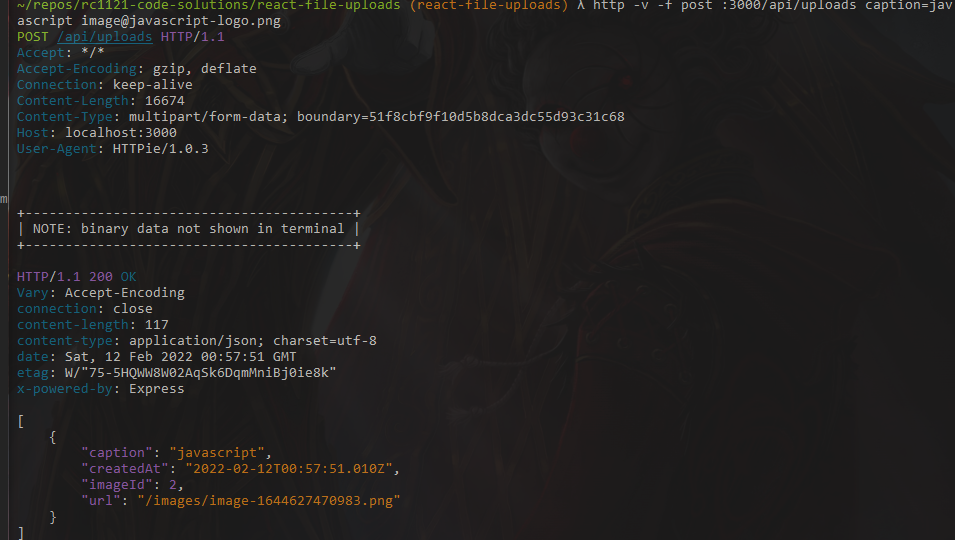 ~/repos/rc1121-code-solutions/react-file-uploads (react-file-uploads) λ http -v -f post :3000/api/uploads caption=jav
ascript image@javascript-logo.png
POST /api/uploads HTTP/1.1
Accept: */*
Accept-Encoding: gzip, deflate
Connection: keep-alive
Content-Length: 16674
Content-Type: multipart/form-data; boundary=51f8cbf9f10d5b8dca3dc55d93c31c68
Host: localhost:3000
User-Agent: HTTPie/1.0.3
m
+-----------------------------------------+
| NOTE: binary data not shown in terminal |
+-----------------------------------------+
HTTP/1.1 200 OK
Vary: Accept-Encoding
connection: close
content-length: 117
content-type: application/json; charset=utf-8
date: Sat, 12 Feb 2022 00:57:51 GMT
etag: W/"75-5HQWW8W02AqSk6DqmMniBj0ie8k"
x-powered-by: Express
[
    {
        "caption": "javascript",
        "createdAt": "2022-02-12T00:57:51.010Z",
        "imageId": 2,
        "url": "/images/image-1644627470983.png"
    }
]